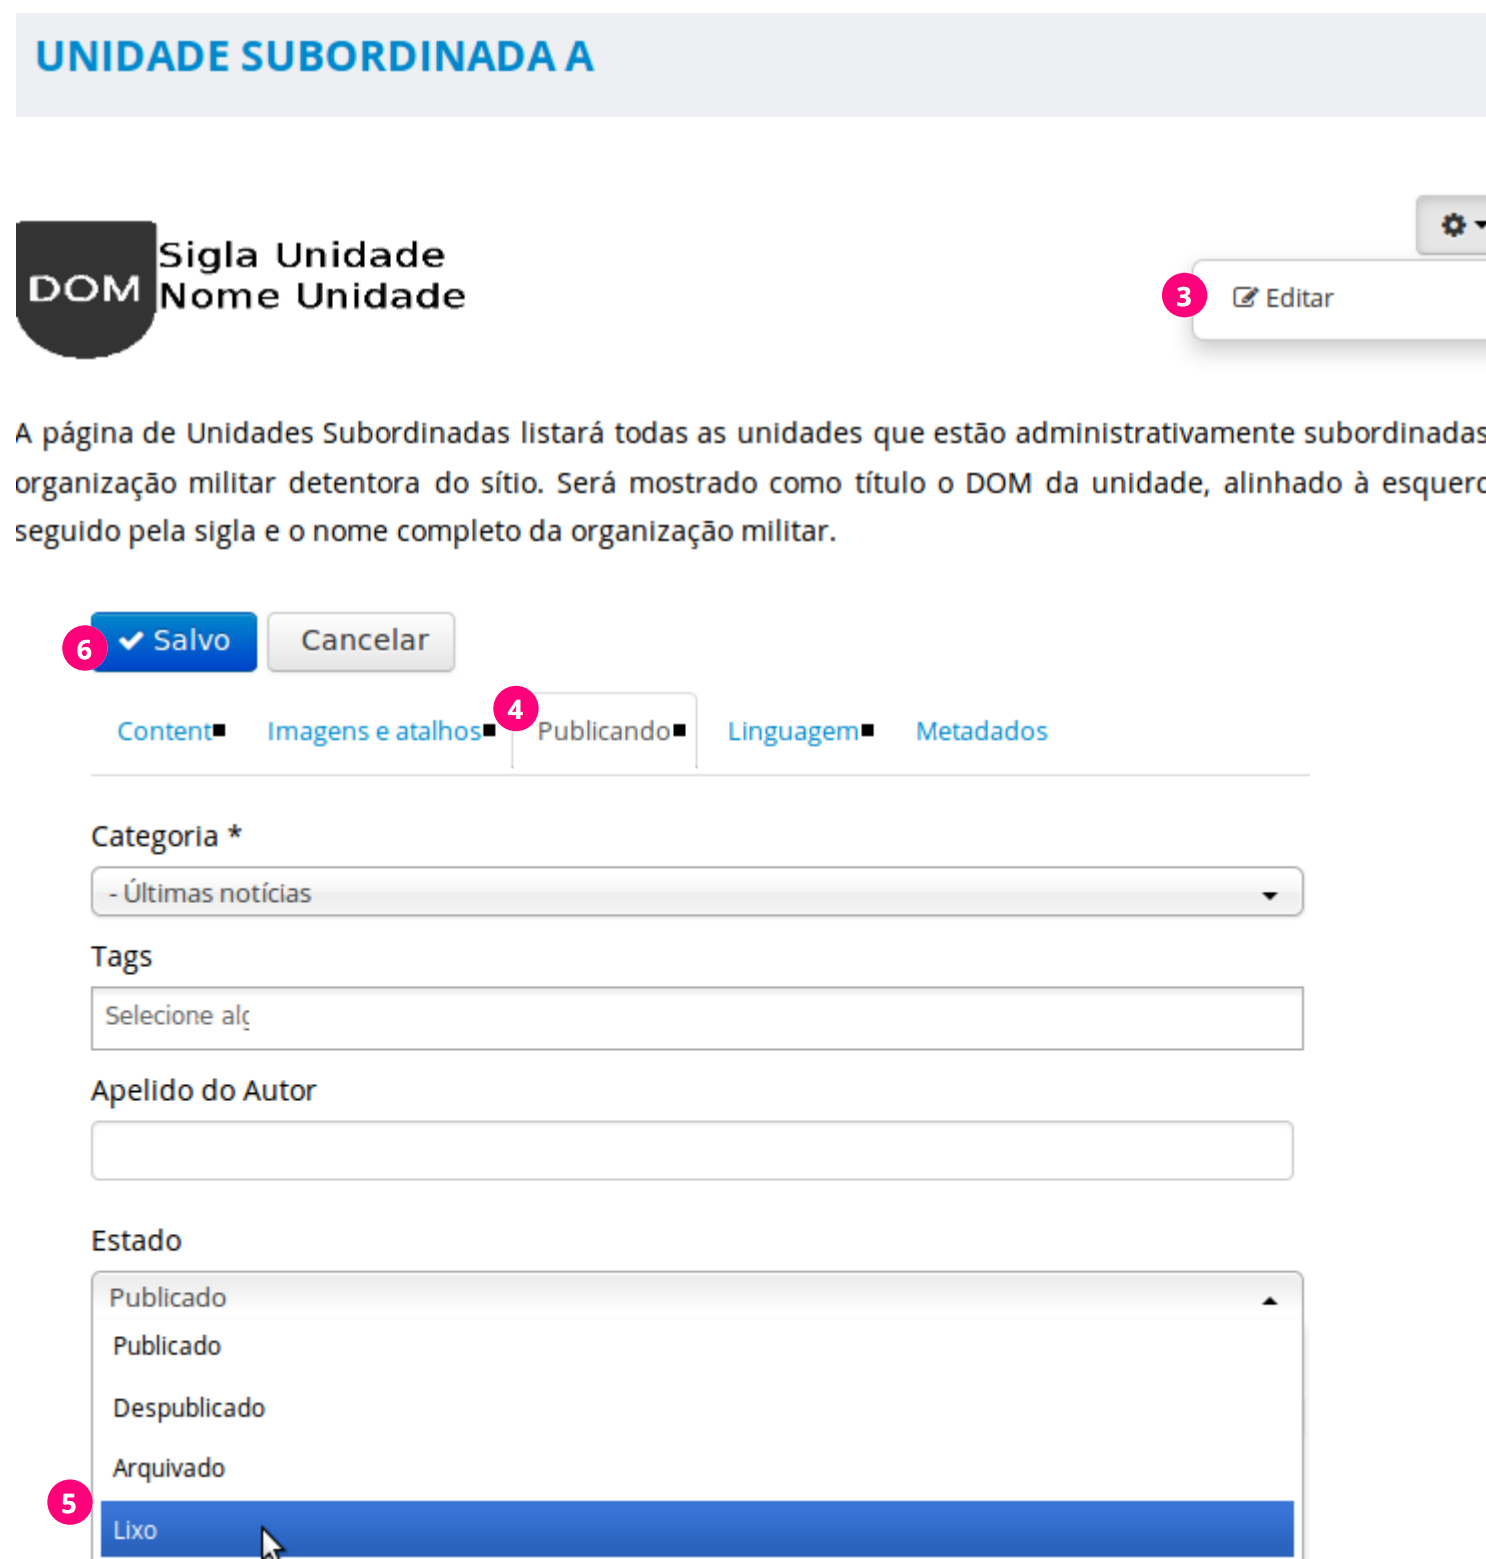 UNIDADE SUBORDINADA A
DOM
Sigla Unidade
Nome Unidade
3
Editar
A página de Unidades Subordinadas listará todas as unidades que estão administrativamente subordinadas
organização militar detentora do sítio. Será mostrado como título o DOM da unidade, alinhado à
seguido pela sigla e o nome completo da organização militar.
6
Salvo Cancelar
4
Content Imagens e atalhos Publicando Linguagem Metadados
Categoria *
- Últimas notícias
Tags
Selecione
Apelido do Autor
Estado
Publicado
Publicado
Despublicado
Arquivado
5
Lixo